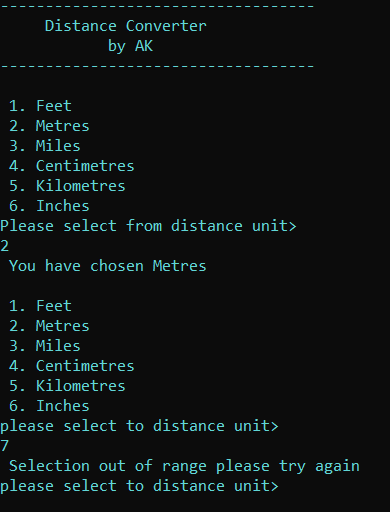 -----------------------------------
Distance Converter
by AK
-----------------------------------
1. Feet
2. Metres
3. Miles
4. Centimetres
5. Kilometres
6. Inches
Please select from distance unit>
2
You have chosen Metres
1. Feet
2. Metres
3. Miles
4. Centimetres
5. Kilometres
6. Inches
please select to distance unit>
7
Selection out of range please try again
please select to distance unit>